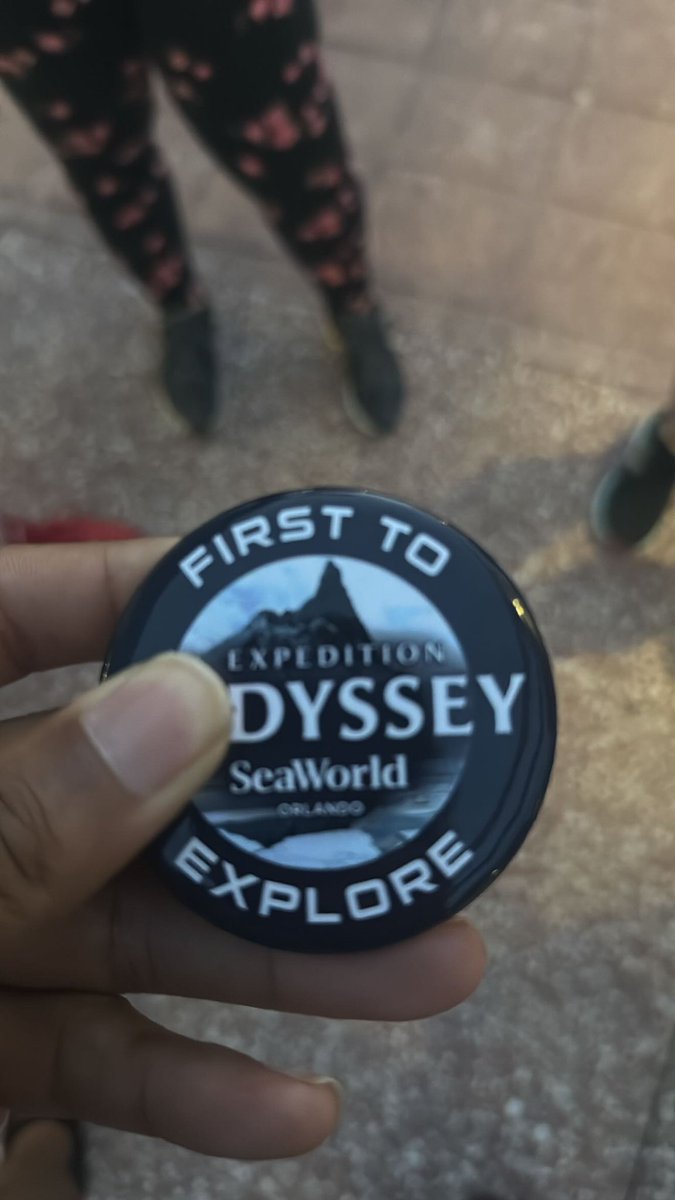 FIRST TO
EXPEDITION
DYSSEY
SeaWorld
ORLANDO
EXPLORE